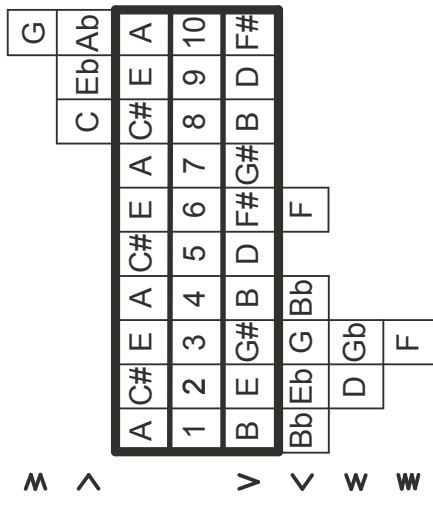 G
C Eb Ab
A C# E A C# E A C# E A
1 2 3 4 5 6 7 8 9 10
B E G# B D F# G# B D F#
Bb Eb G Bb F
D Gb
F